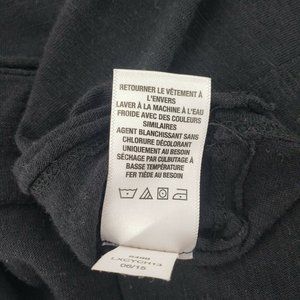 RETOURNER LE VÊTEMENT À
L'ENVERS
LAVER À LA MACHINE À L'EAU
FROIDE AVEC DES COULEURS
SIMILAIRES
AGENT BLANCHISSANT SANS
CHLORURE DÉCOLORANT
UNIQUEMENT AU BESOIN
SÉCHAGE PAR CULBUTAGE À
BASSE TEMPÉRATURE
FER TIÈDE AU BESOIN
LXCYCH13
06/15